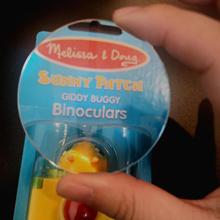 Melissa & Doug
SUNNY PATCH
GIDDY BUGGY
Binoculars